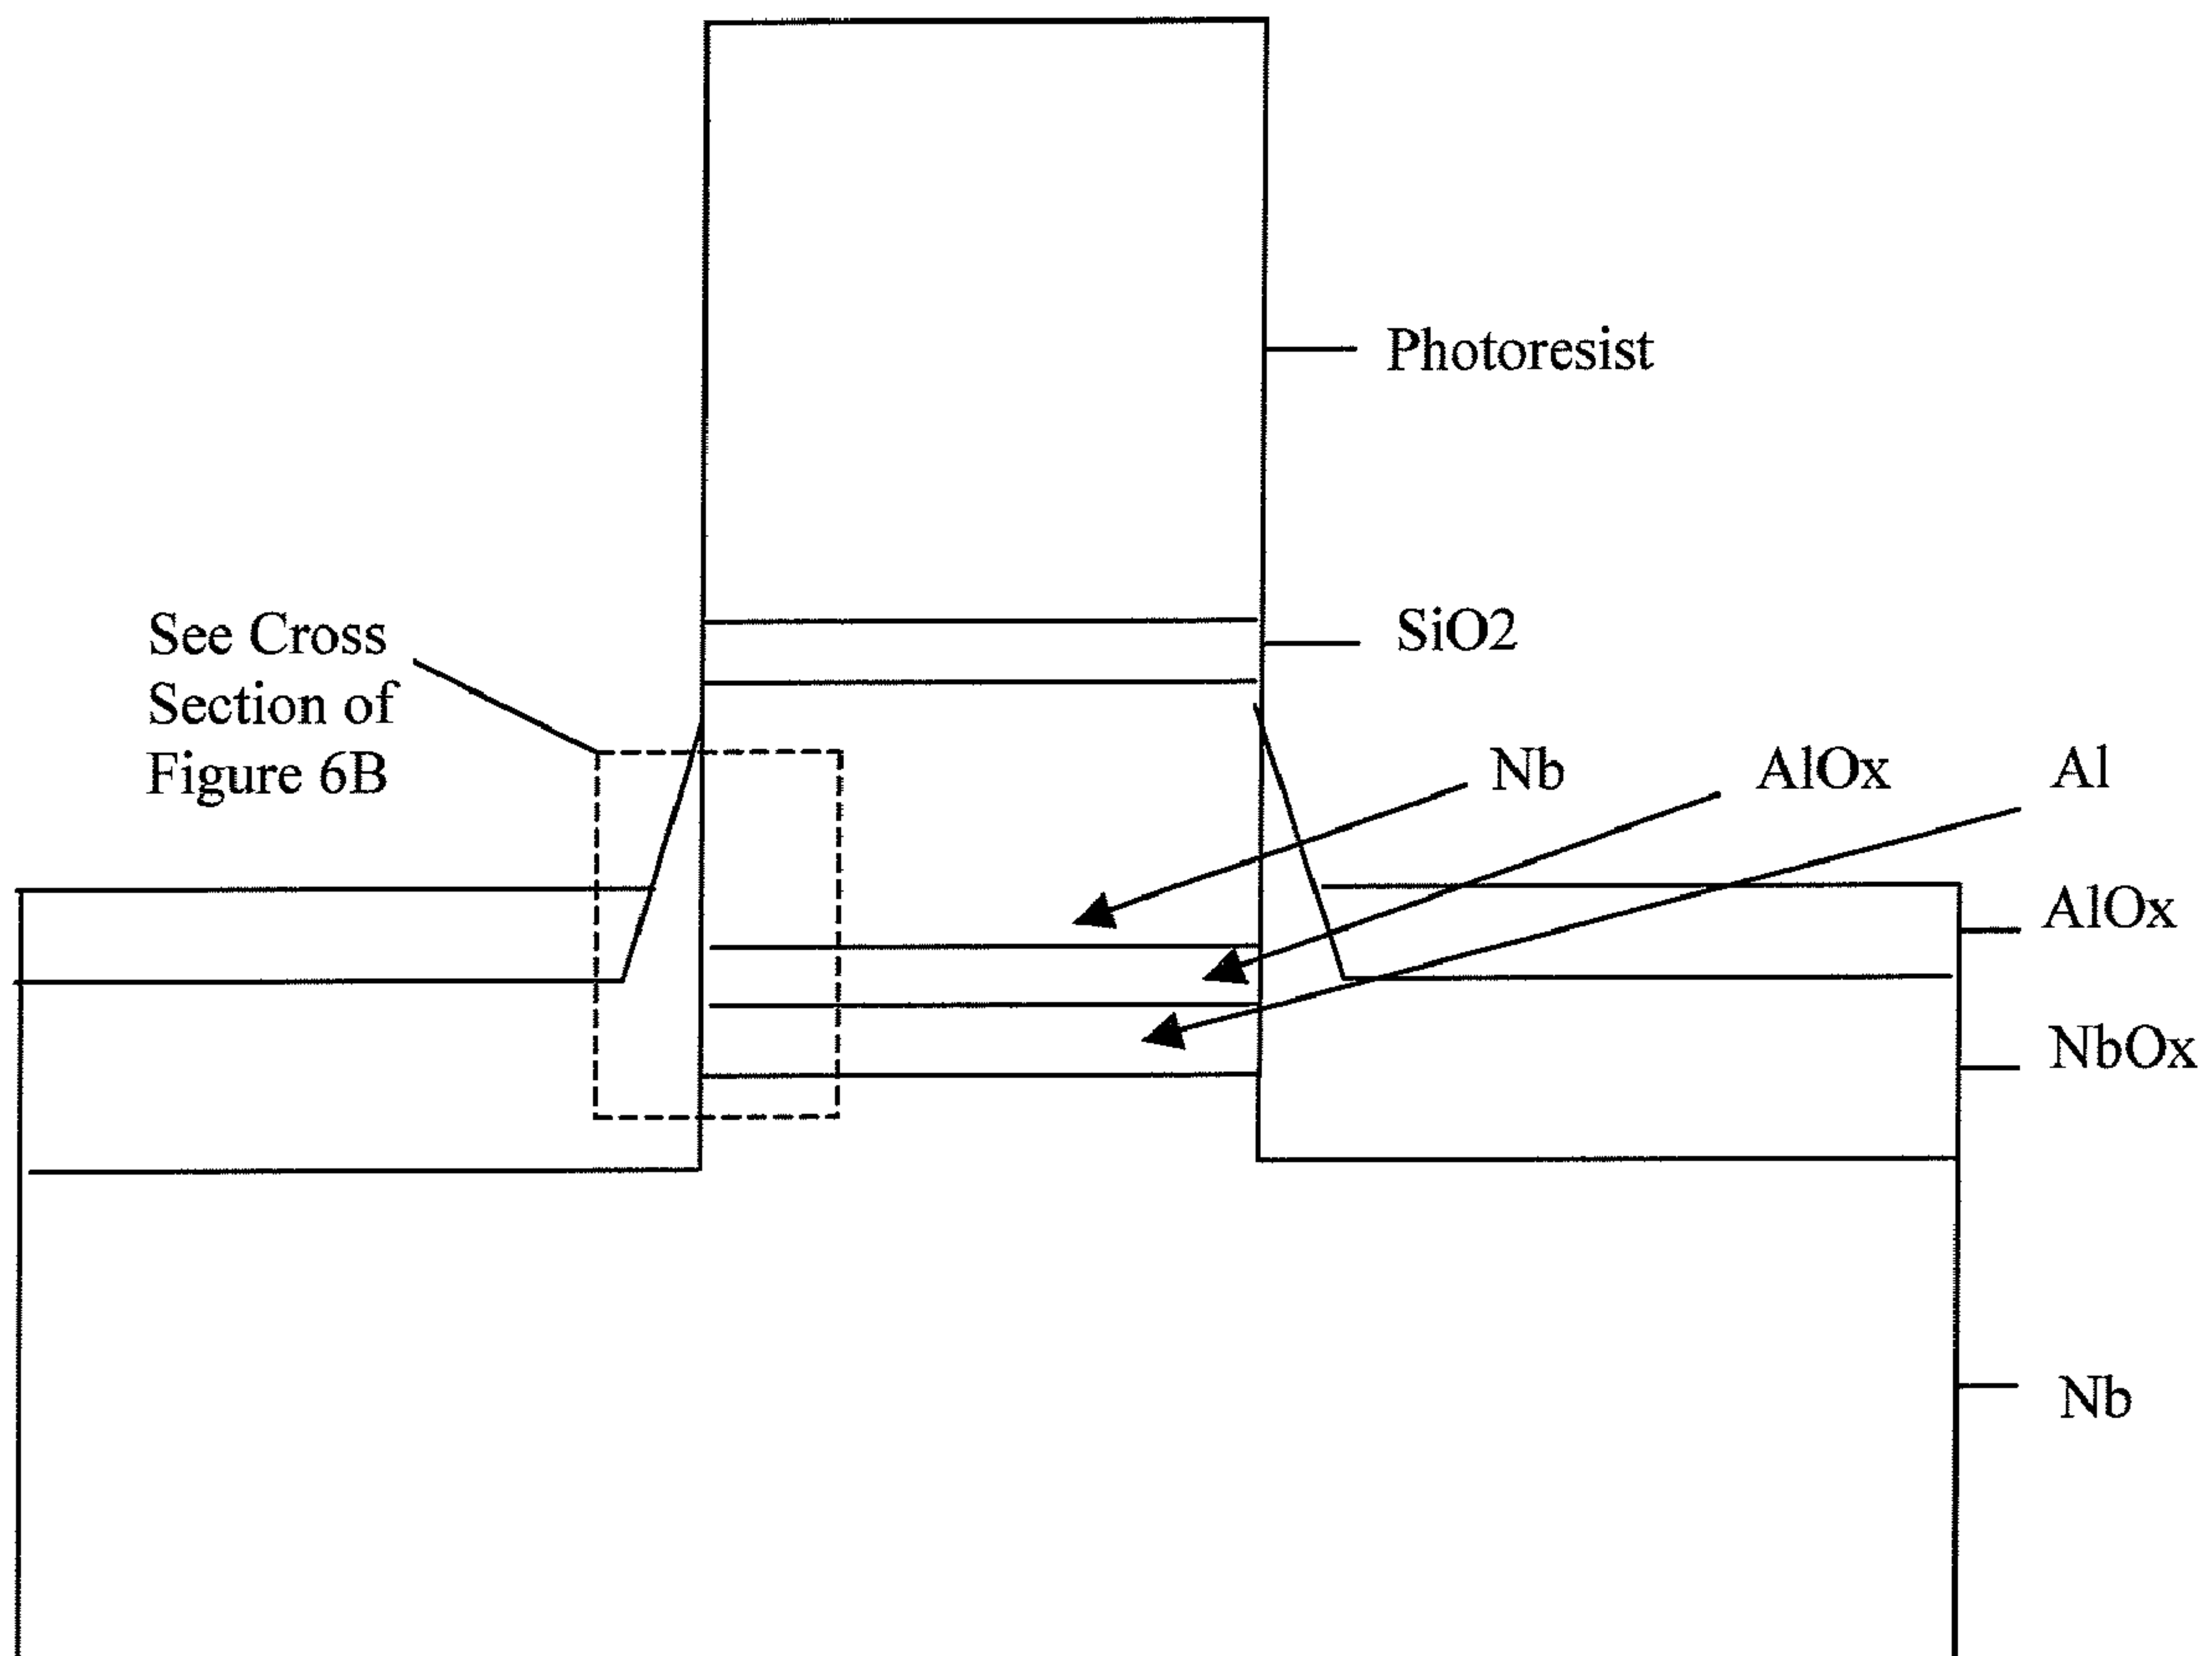 Photoresist
SiO2
See Cross
Section of
Figure 6B
Nb
AlOx
Al
AlOx
NbOx
Nb